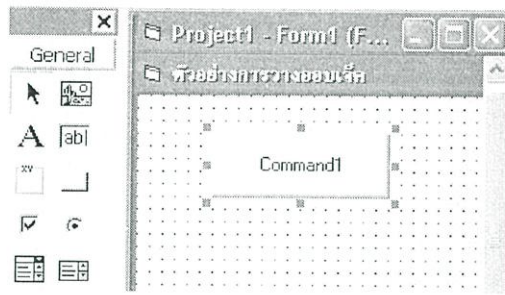 General
Project1 - Form1 (F...
ตัวอย่างการวางออบเจ็ค
A
ab|
XY
Command1